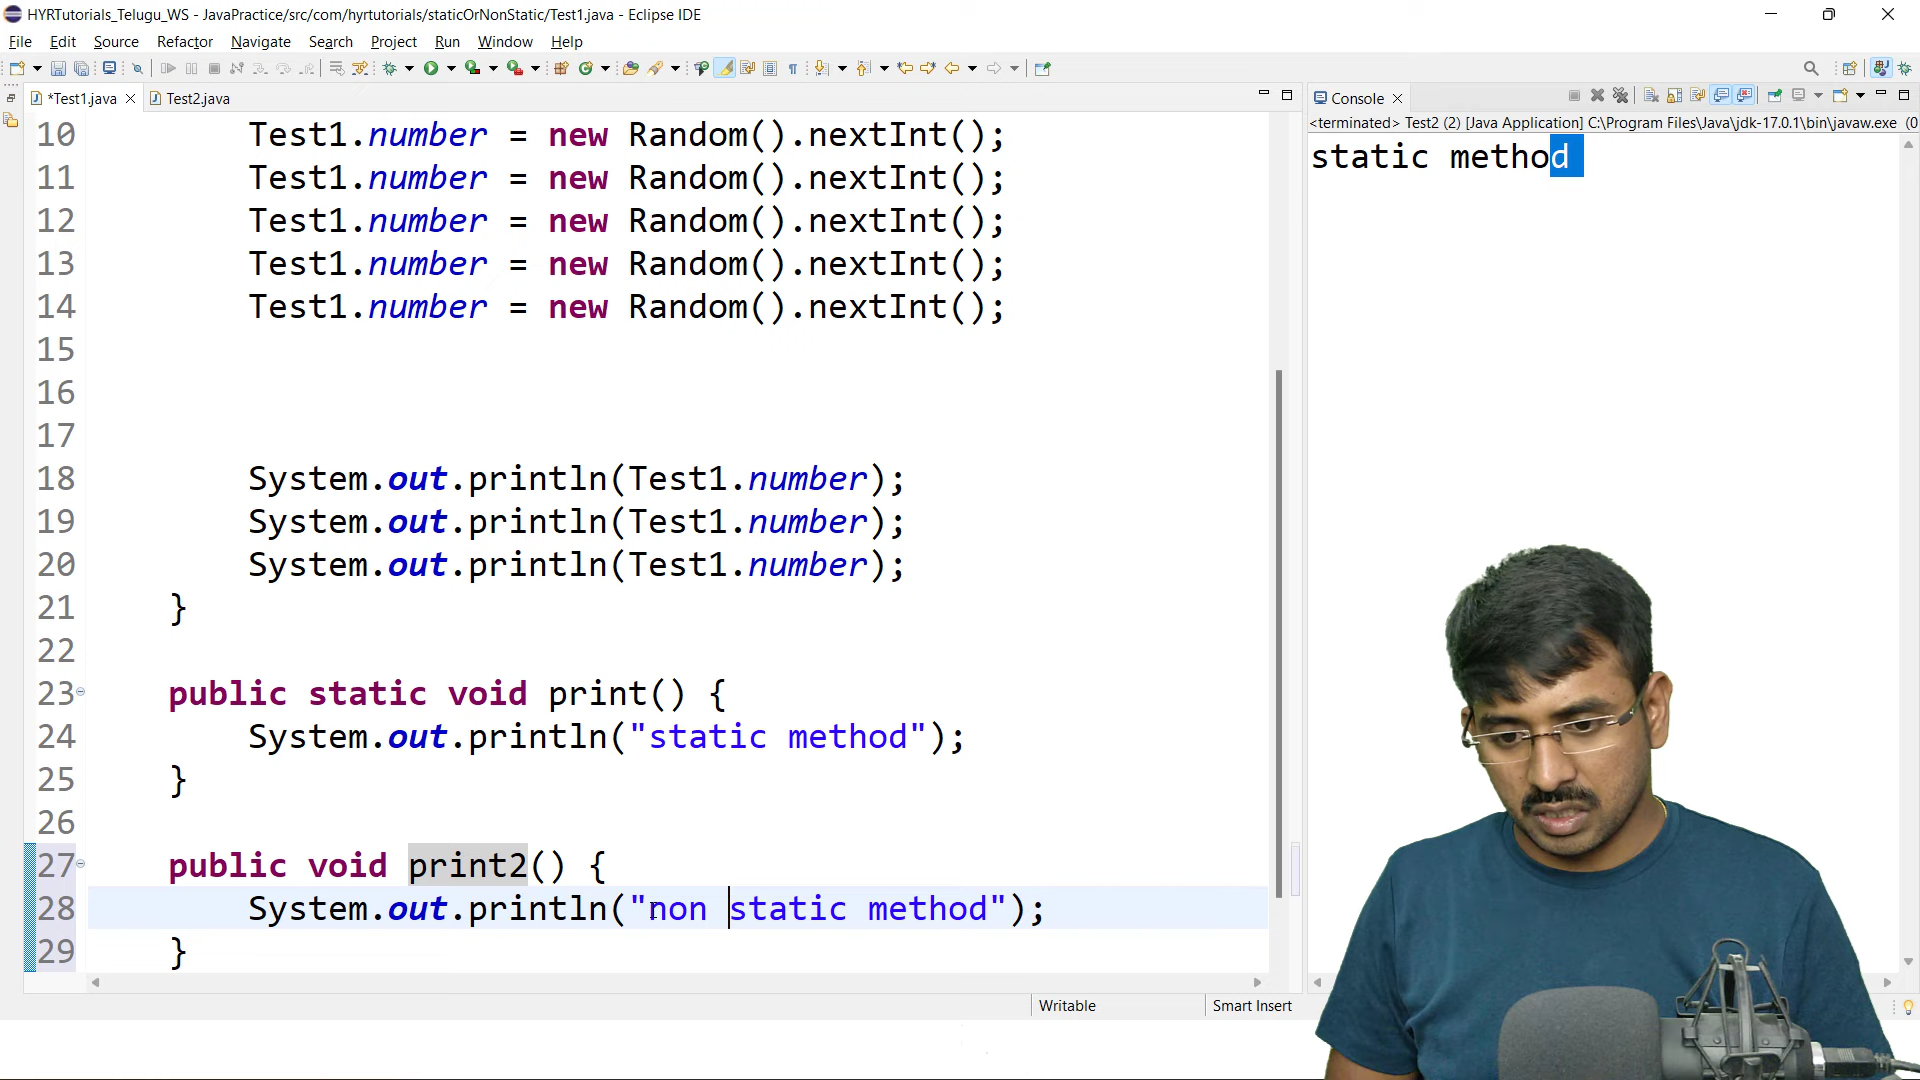 HYRTutorials_Telugu_WS - JavaPractice/src/com/hyrtutorials/staticOrNonStatic/Test1.java - Eclipse IDE
File Edit Source Refactor Navigate Search Project Run Window Help
*Test1.java Test2.java
10 Test1.number = new Random().nextInt();
11 Test1.number = new Random().nextInt();
12 Test1.number = new Random().nextInt();
13 Test1.number = new Random().nextInt();
14 Test1.number = new Random().nextInt();
15
16
17
18 System.out.println(Test1.number);
19 System.out.println(Test1.number);
20 System.out.println(Test1.number);
21 }
22
23 public static void print() {
24 System.out.println("static method");
25 }
26
27 public void print2() {
28 System.out.println("non static method");
29 }
Console
<terminated> Test2 (2) [Java Application] C:\Program Files\Java\jdk-17.0.1\bin\javaw.exe (0
static method
Writable Smart Insert